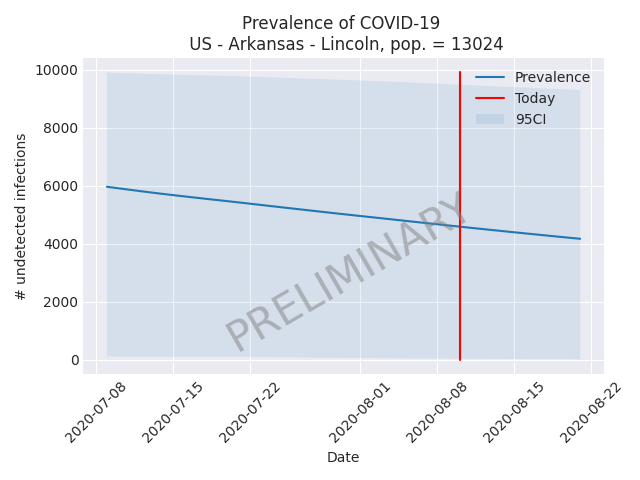 Prevalence of COVID-19
US - Arkansas - Lincoln, pop. = 13024
10000
8000
6000
4000
2000
0
# undetected infections
Prevalence
Today
95CI
PRELIMINARY
2020-07-08
2020-07-15
2020-07-22
2020-08-01
2020-08-08
2020-08-15
2020-08-22
Date